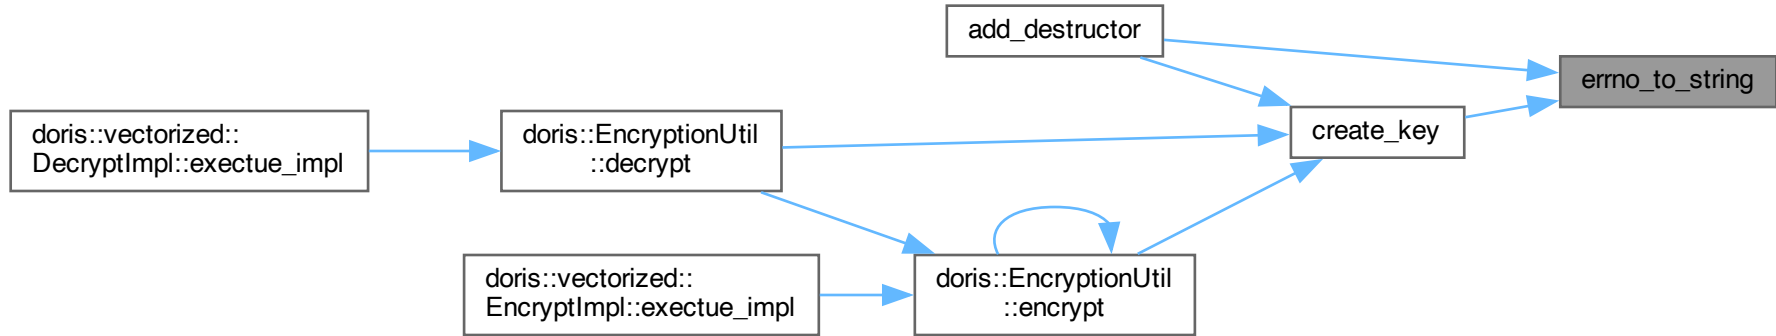 add_destructor
errno_to_string
create_key
doris::vectorized::
DecryptImpl::exectue_impl
doris::EncryptionUtil
::decrypt
doris::vectorized::
EncryptImpl::exectue_impl
doris::EncryptionUtil
::encrypt